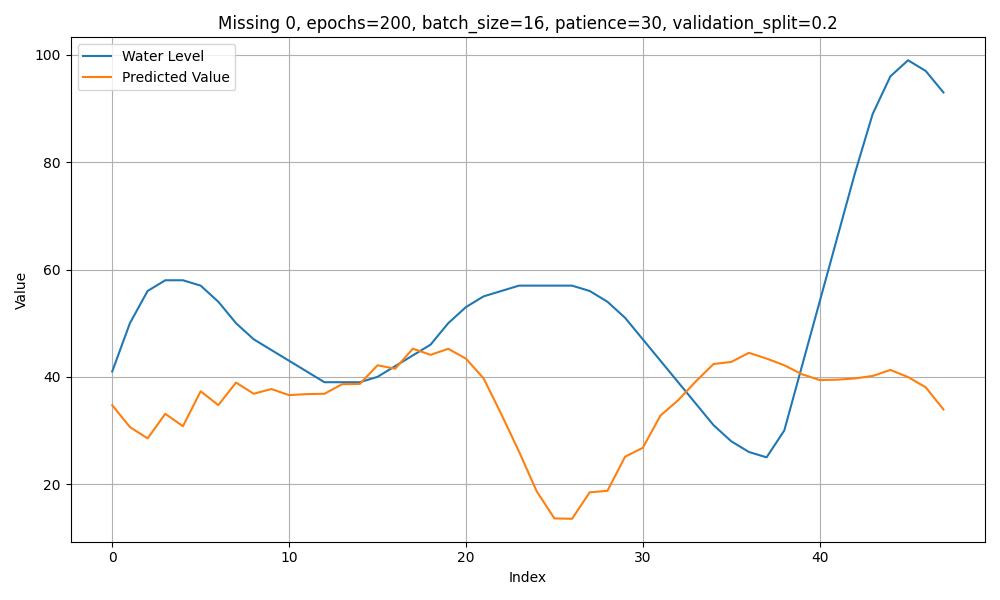 Missing 0, epochs=200, batch_size=16, patience=30, validation_split=0.2
Water Level
Predicted Value
100
80
60
40
20
Value
0 10 20 30 40
Index